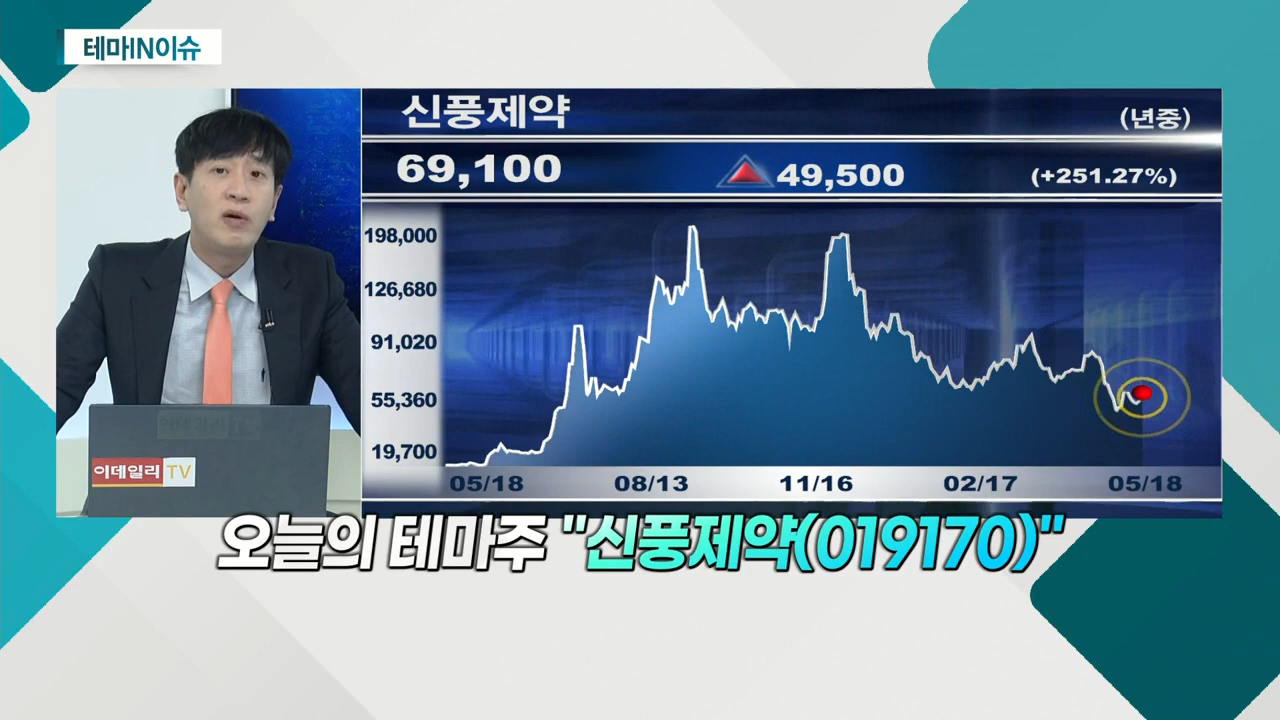 테마IN이슈
신풍제약
(년중)
69,100 ▲ 49,500 (+251.27%)
198,000
126,680
91,020
55,360
19,700
05/18 08/13 11/16 02/17 05/18
이데일리TV
오늘의 테마주 "신풍제약(019170)"